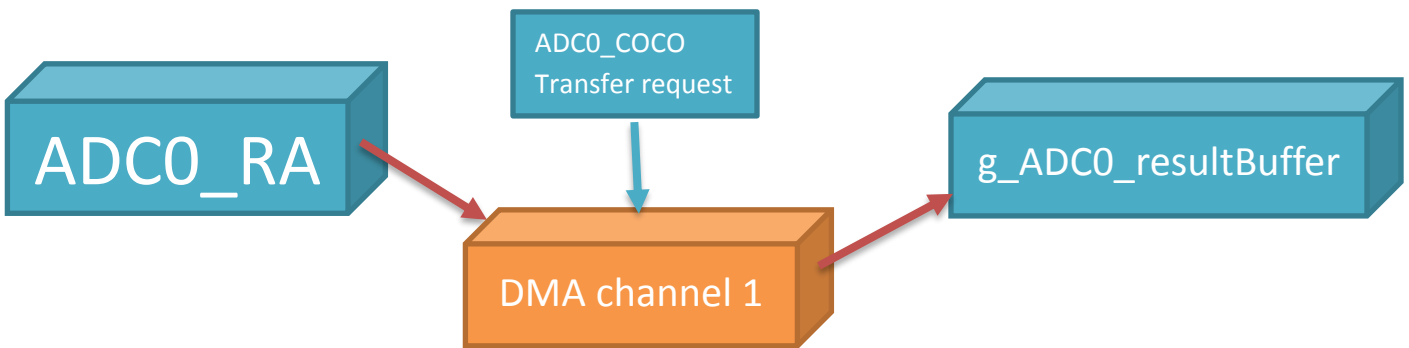 ADC0_COCO
Transfer request
ADC0_RA
g_ADC0_resultBuffer
DMA channel 1